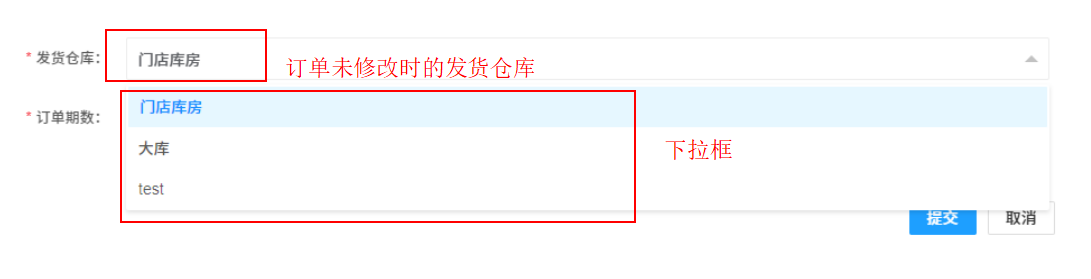 * 发货仓库：
门店库房
订单未修改时的发货仓库
* 订单期数：
门店库房
大库
下拉框
test
提交
取消